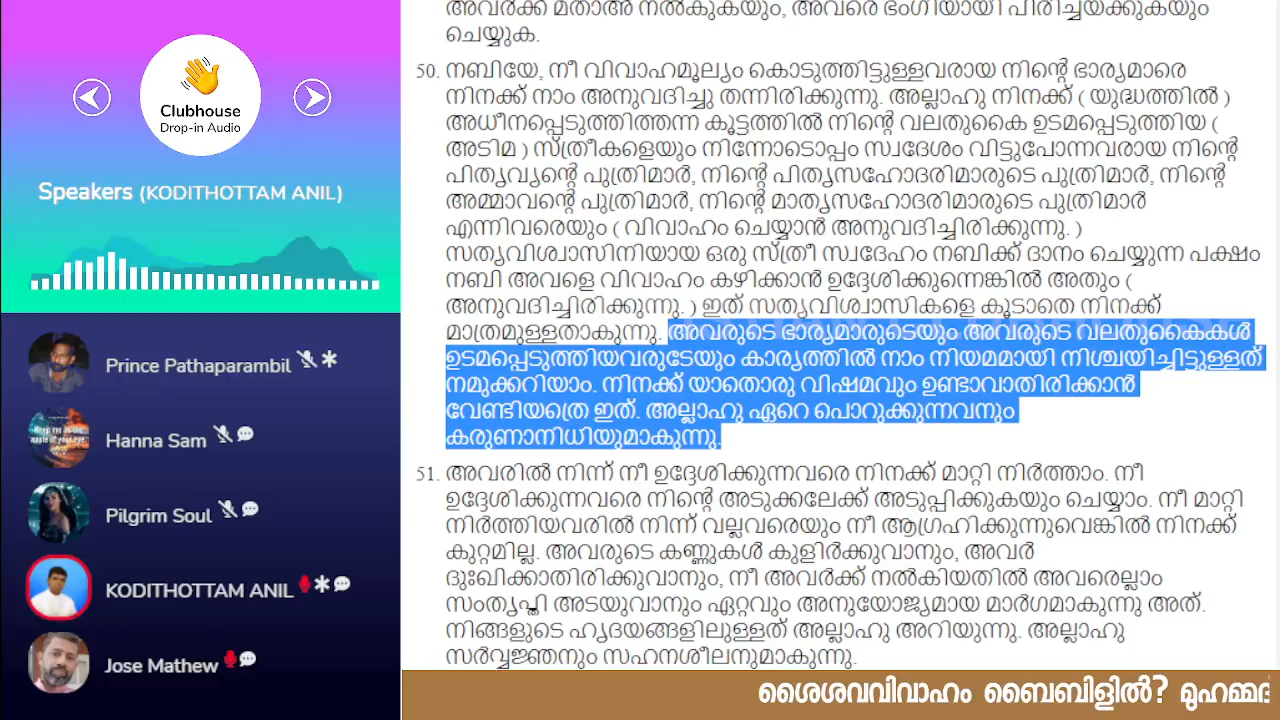 Clubhouse
Drop-in Audio
Speakers (KODITHOTTAM ANIL)
Prince Pathaparambil
Hanna Sam
Pilgrim Soul
KODITHOTTAM ANIL
Jose Mathew
അവർക്ക് മതാഅ് നൽകുകയും, അവരെ ഭംഗിയായി പിരിച്ചയക്കുകയും
ചെയ്യുക.
50. നബിയേ, നീ വിവാഹമൂല്യം കൊടുത്തിട്ടുള്ളവരായ നിന്റെ ഭാര്യമാരെ
നിനക്ക് നാം അനുവദിച്ചു തന്നിരിക്കുന്നു. അല്ലാഹു നിനക്ക് ( യുദ്ധത്തിൽ )
അധീനപ്പെടുത്തിത്തന്ന കൂട്ടത്തിൽ നിന്റെ വലതുകൈ ഉടമപ്പെടുത്തിയ (
അടിമ ) സ്ത്രീകളെയും നിന്നോടൊപ്പം സ്വദേശം വിട്ടുപോന്നവരായ നിന്റെ
പിതൃവ്യന്റെ പുത്രിമാർ, നിന്റെ പിതൃസഹോദരിമാരുടെ പുത്രിമാർ, നിന്റെ
അമ്മാവന്റെ പുത്രിമാർ, നിന്റെ മാതൃസഹോദരിമാരുടെ പുത്രിമാർ
എന്നിവരെയും ( വിവാഹം ചെയ്യാൻ അനുവദിച്ചിരിക്കുന്നു. )
സത്യവിശ്വാസിനിയായ ഒരു സ്ത്രീ സ്വദേഹം നബിക്ക് ദാനം ചെയ്യുന്ന പക്ഷം
നബി അവളെ വിവാഹം കഴിക്കാൻ ഉദ്ദേശിക്കുന്നെങ്കിൽ അതും (
അനുവദിച്ചിരിക്കുന്നു. ) ഇത് സത്യവിശ്വാസികളെ കൂടാതെ നിനക്ക്
മാത്രമുള്ളതാകുന്നു. അവരുടെ ഭാര്യമാരുടെയും അവരുടെ വലതുകൈകൾ
ഉടമപ്പെടുത്തിയവരുടേയും കാര്യത്തിൽ നാം നിയമമായി നിശ്ചയിച്ചിട്ടുള്ളത്
നമുക്കറിയാം. നിനക്ക് യാതൊരു വിഷമവും ഉണ്ടാവാതിരിക്കാൻ
വേണ്ടിയത്രെ ഇത്. അല്ലാഹു ഏറെ പൊറുക്കുന്നവനും
കരുണാനിധിയുമാകുന്നു.
51. അവരിൽ നിന്ന് നീ ഉദ്ദേശിക്കുന്നവരെ നിനക്ക് മാറ്റി നിർത്താം. നീ
ഉദ്ദേശിക്കുന്നവരെ നിന്റെ അടുക്കലേക്ക് അടുപ്പിക്കുകയും ചെയ്യാം. നീ മാറ്റി
നിർത്തിയവരിൽ നിന്ന് വല്ലവരെയും നീ ആഗ്രഹിക്കുന്നുവെങ്കിൽ നിനക്ക്
കുറ്റമില്ല. അവരുടെ കണ്ണുകൾ കുളിർക്കുവാനും, അവർ
ദുഃഖിക്കാതിരിക്കുവാനും, നീ അവർക്ക് നൽകിയതിൽ അവരെല്ലാം
സംതൃപ്തി അടയുവാനും ഏറ്റവും അനുയോജ്യമായ മാർഗമാകുന്നു അത്.
നിങ്ങളുടെ ഹൃദയങ്ങളിലുള്ളത് അല്ലാഹു അറിയുന്നു. അല്ലാഹു
സർവ്വജ്ഞനും സഹനശീലനുമാകുന്നു.
ശൈശവവിവാഹം ബൈബിളിൽ? മുഹമ്മദ